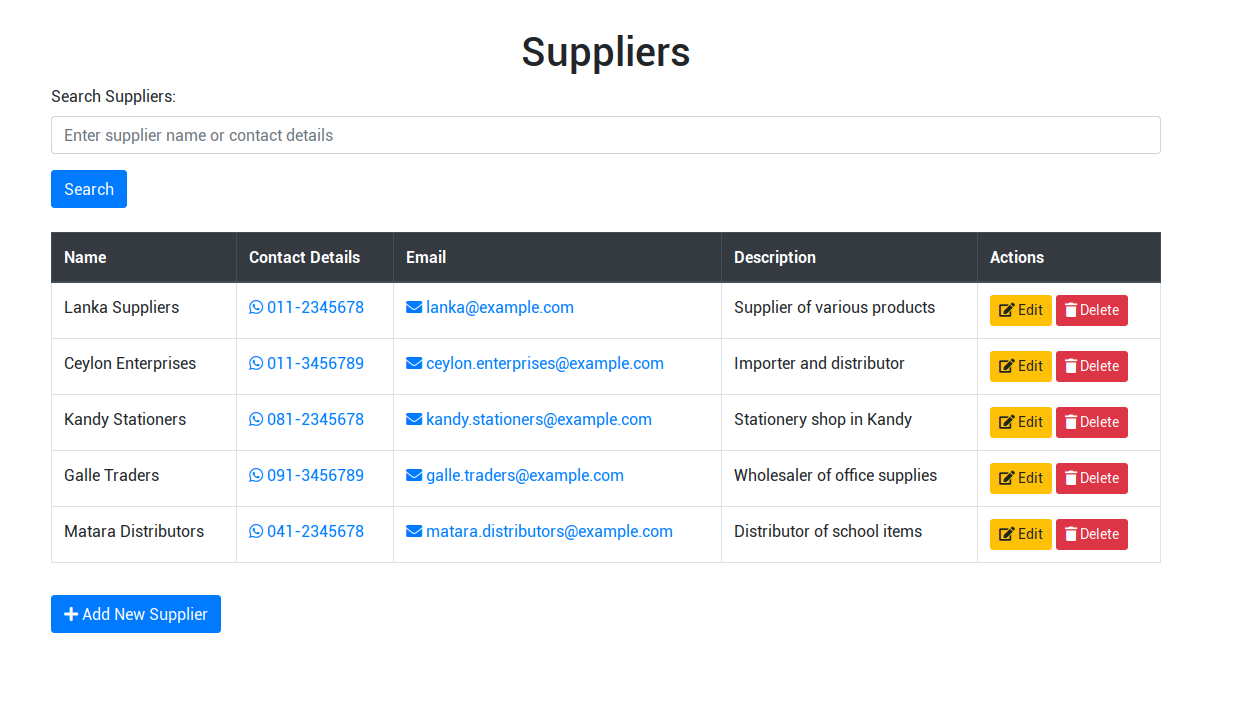 Suppliers
Search Suppliers:
Enter supplier name or contact details
Search
Name Contact Details Email Description Actions
Lanka Suppliers 011-2345678 lanka@example.com Supplier of various products Edit Delete
Ceylon Enterprises 011-3456789 ceylon.enterprises@example.com Importer and distributor Edit Delete
Kandy Stationers 081-2345678 kandy.stationers@example.com Stationery shop in Kandy Edit Delete
Galle Traders 091-3456789 galle.traders@example.com Wholesaler of office supplies Edit Delete
Matara Distributors 041-2345678 matara.distributors@example.com Distributor of school items Edit Delete
Add New Supplier